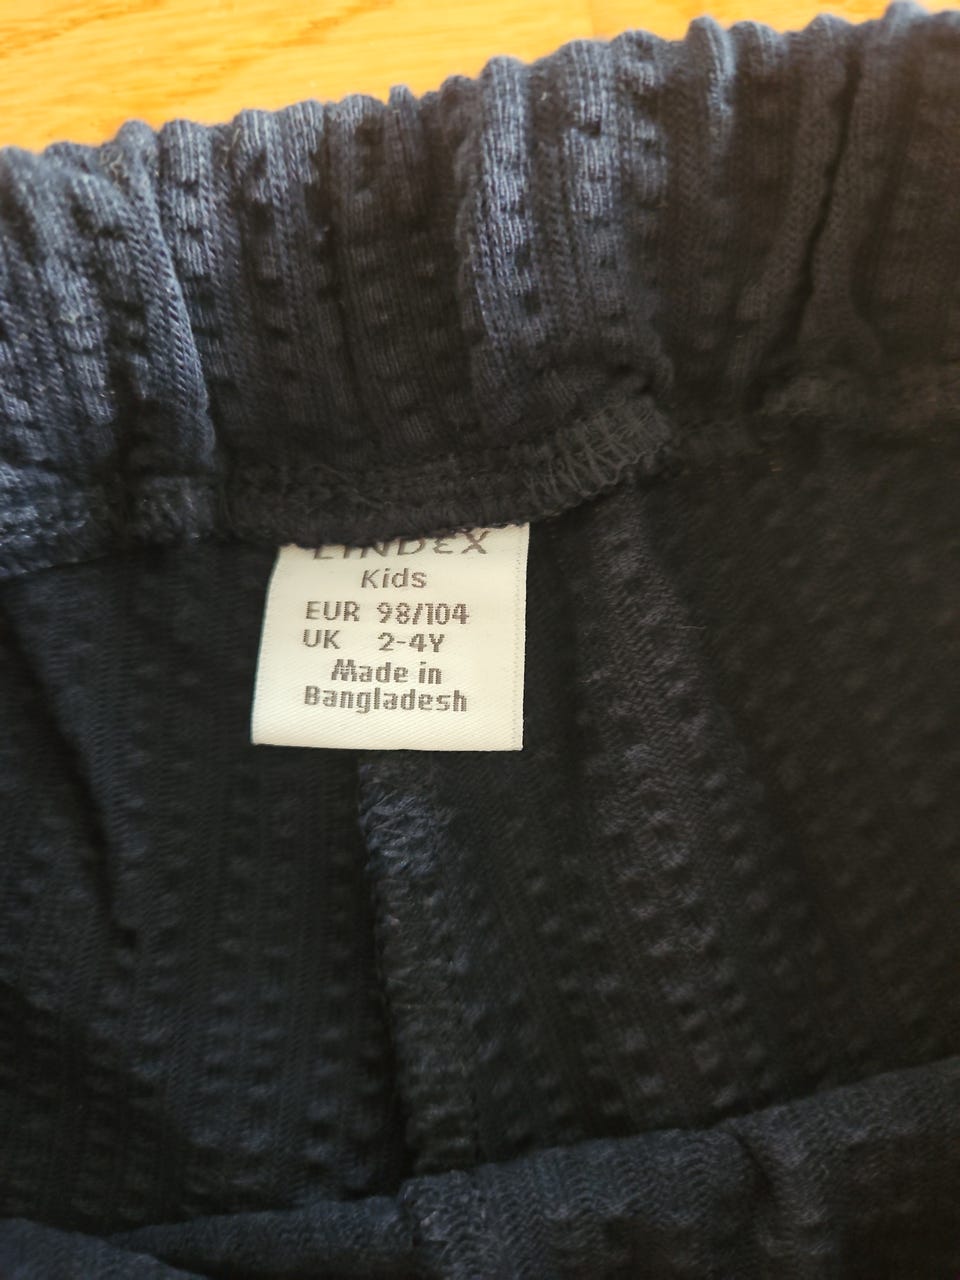 LINDEX
Kids
EUR 98/104
UK 2-4Y
Made in
Bangladesh